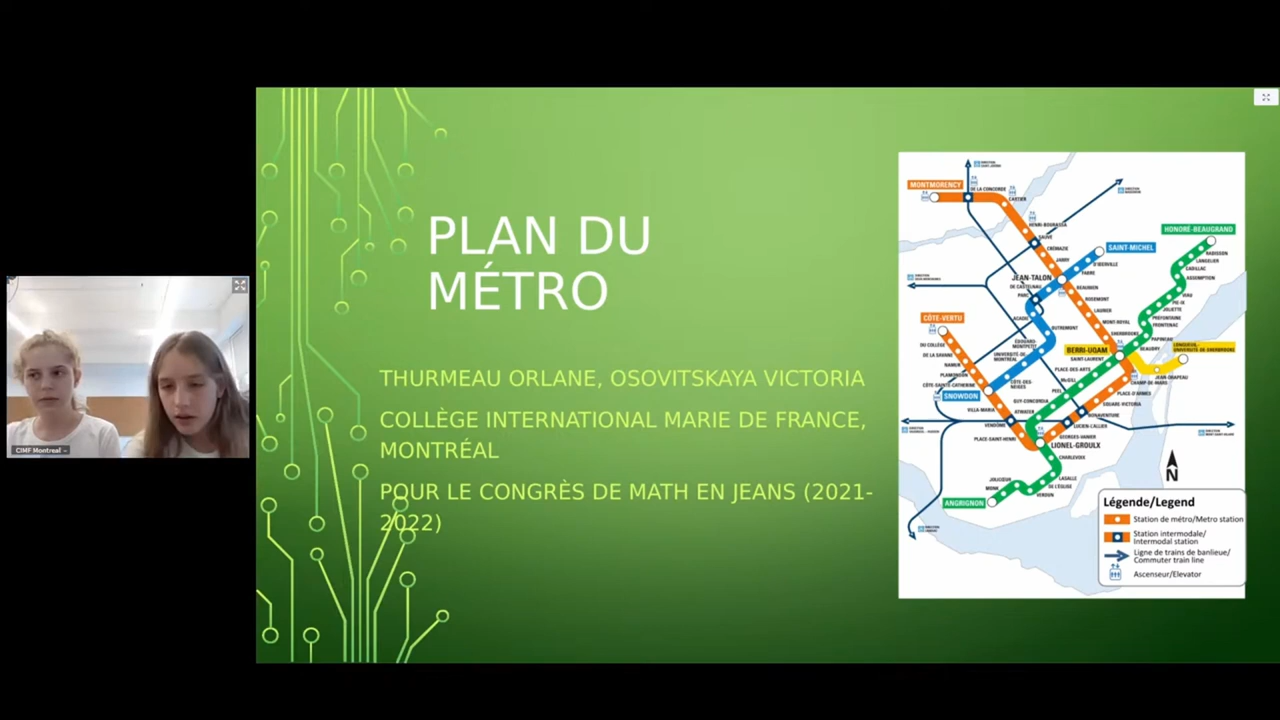 PLAN DU
MÉTRO
THURMEAU ORLANE, OSOVITSKAYA VICTORIA
COLLÈGE INTERNATIONAL MARIE DE FRANCE,
MONTRÉAL
POUR LE CONGRÈS DE MATH EN JEANS (2021-
2022)
CIMF Montreal
MONTMORENCY
DE LA CONCORDE
CARTIER
HENRI-BOURASSA
SAUVÉ
CRÉMAZIE
JARRY
JEAN-TALON
SAINT-MICHEL
D'IBERVILLE
FABRE
HONORÉ-BEAUGRAND
RADISSON
LANGELIER
CADILLAC
ASSOMPTION
VIAU
PIE-IX
JOLIETTE
PRÉFONTAINE
FRONTENAC
PAPINEAU
BEAUDRY
DE CASTELNAU
PARC
ACADIE
OUTREMONT
ÉDOUARD-
MONTPETIT
UNIVERSITÉ-DE-
MONTRÉAL
CÔTE-DES-
NEIGES
BEAUBIEN
ROSEMONT
LAURIER
MONT-ROYAL
SHERBROOKE
BERRI-UQAM
SAINT-LAURENT
PLACE-DES-ARTS
McGILL
PEEL
GUY-CONCORDIA
ATWATER
CÔTE-VERTU
DU COLLÈGE
DE LA SAVANE
NAMUR
PLAMONDON
CÔTE-SAINTE-CATHERINE
SNOWDON
VILLA-MARIA
VENDÔME
PLACE-SAINT-HENRI
LONGUEUIL-
UNIVERSITÉ-DE-SHERBROOKE
JEAN-DRAPEAU
CHAMP-DE-MARS
PLACE-D'ARMES
SQUARE-VICTORIA
BONAVENTURE
LUCIEN-L'ALLIER
GEORGES-VANIER
LIONEL-GROULX
CHARLEVOIX
LASALLE
DE L'ÉGLISE
VERDUN
JOLICOEUR
MONK
ANGRIGNON
N
Légende/Legend
Station de métro/Metro station
Station intermodale/
Intermodal station
Ligne de trains de banlieue/
Commuter train line
Ascenseur/Elevator